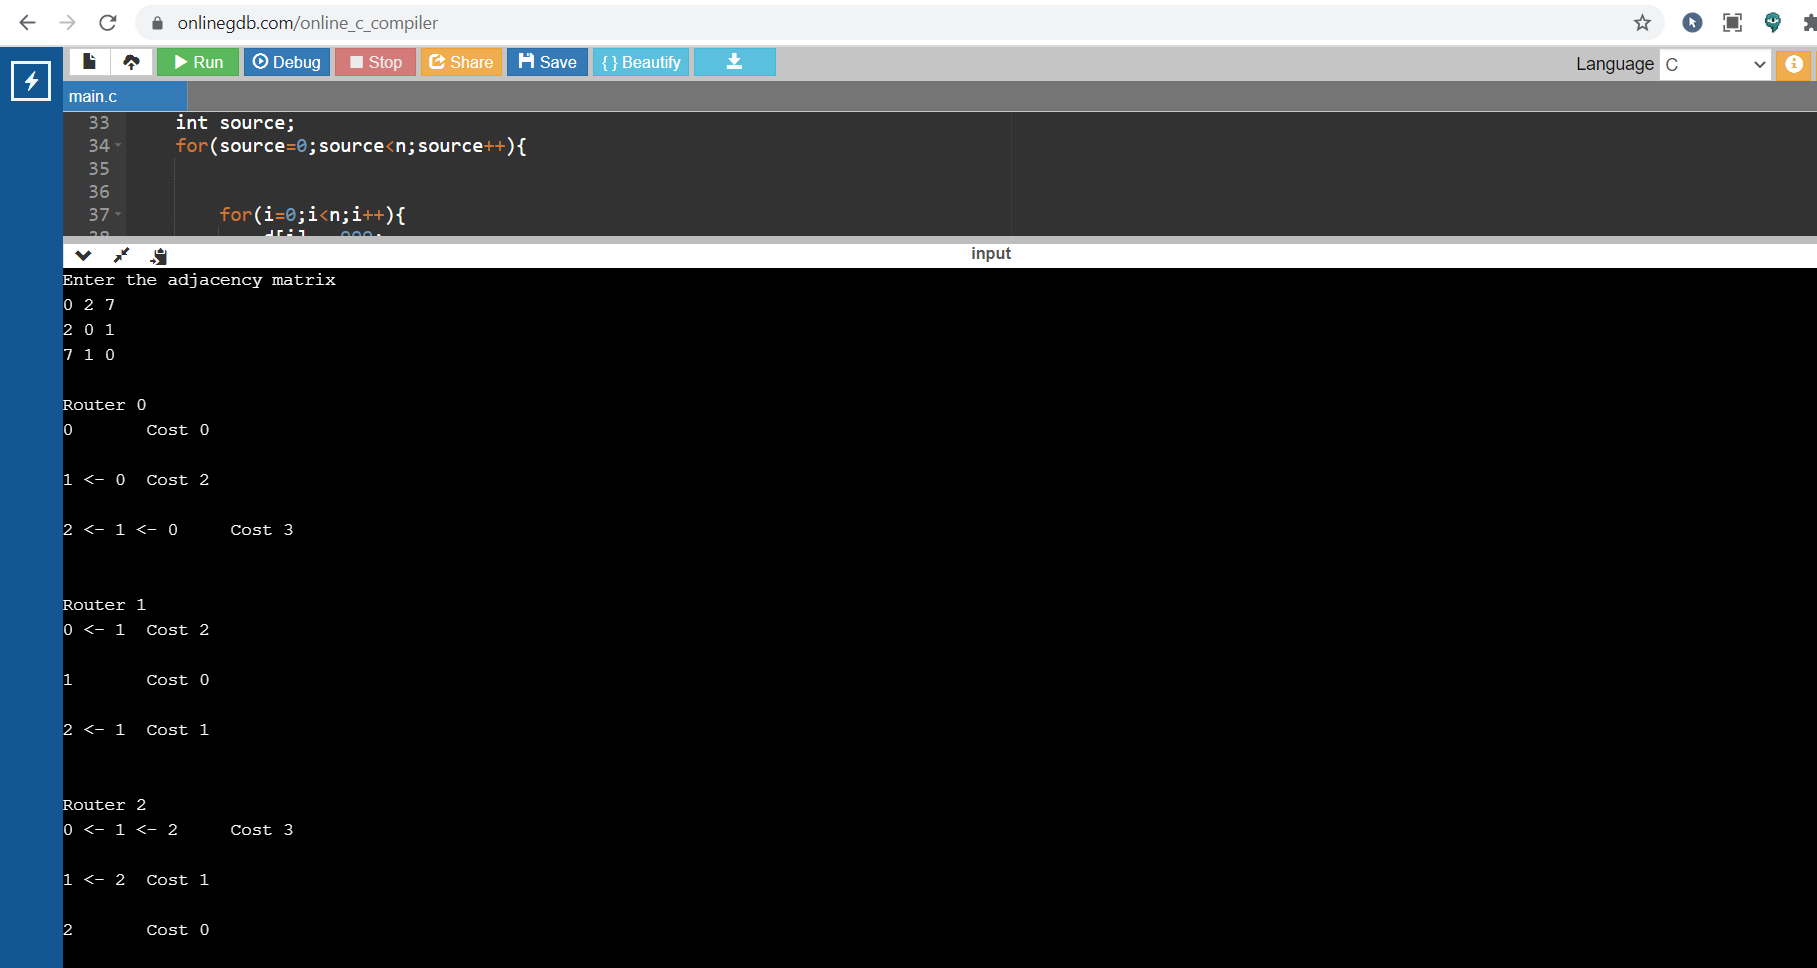 onlinegdb.com/online_c_compiler
Run Debug Stop Share Save { } Beautify Language C
main.c
33 int source;
34 for(source=0;source<n;source++){
35
36
37 for(i=0;i<n;i++){
38 d[i] = 999;
input
Enter the adjacency matrix
0 2 7
2 0 1
7 1 0
Router 0
0 Cost 0
1 <- 0 Cost 2
2 <- 1 <- 0 Cost 3
Router 1
0 <- 1 Cost 2
1 Cost 0
2 <- 1 Cost 1
Router 2
0 <- 1 <- 2 Cost 3
1 <- 2 Cost 1
2 Cost 0